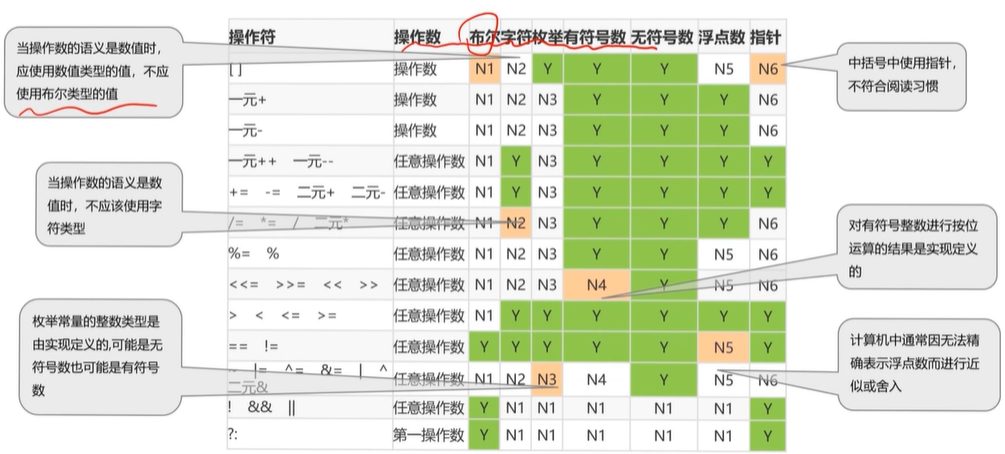 操作符 操作数 布尔 字符 枚举 有符号数 无符号数 浮点数 指针
[ ] 操作数 N1 N2 Y Y Y N5 N6
一元+ 操作数 N1 N2 N3 Y Y Y N6
一元- 操作数 N1 N2 N3 Y Y Y N6
一元++ 一元-- 任意操作数 N1 Y N3 Y Y Y Y
+= -= 二元+ 二元- 任意操作数 N1 Y N3 Y Y Y Y
/= *= / 二元* 任意操作数 N1 N2 N3 Y Y Y N6
%= % 任意操作数 N1 N2 N3 Y Y N5 N6
<<= >>= << >> 任意操作数 N1 N2 N3 N4 Y N5 N6
> < <= >= 任意操作数 N1 Y Y Y Y Y Y
== != 任意操作数 Y Y Y Y Y N5 Y
~ |= ^= &= | ^
二元& 任意操作数 N1 N2 N3 N4 Y N5 N6
! && || 任意操作数 Y N1 N1 N1 N1 N1 Y
?: 第一操作数 Y N1 N1 N1 N1 N1 Y
当操作数的语义是数值时,
应使用数值类型的值，不应
使用布尔类型的值
当操作数的语义是数
值时，不应该使用字
符类型
枚举常量的整数类型是
由实现定义的,可能是无
符号数也可能是有符号
数
中括号中使用指针,
不符合阅读习惯
对有符号整数进行按位
运算的结果是实现定义
的
计算机中通常因无法精
确表示浮点数而进行近
似或舍入